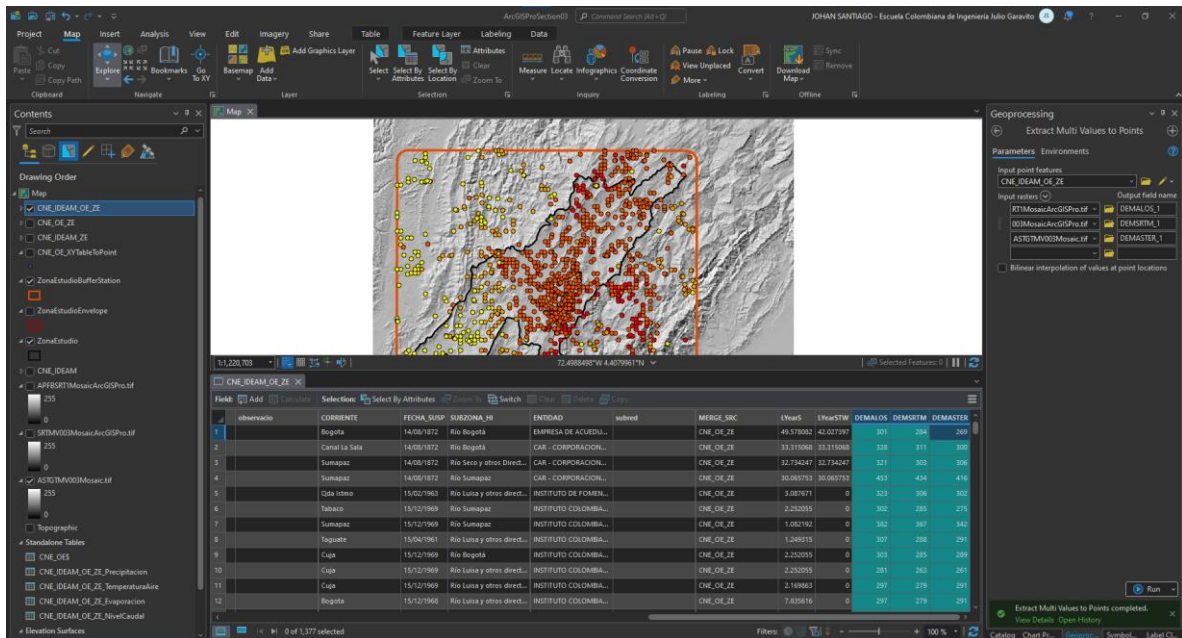 ArcGISProSection03
Command Search (Alt+Q)
JOHAN SANTIAGO - Escuela Colombiana de Ingeniería Julio Garavito
Project Map Insert Analysis View Edit Imagery Share Table Feature Layer Labeling Data
Paste Cut Copy Copy Path
Explore Bookmarks Go To XY
Basemap Add Data Add Graphics Layer
Select Select By Attributes Select By Location Attributes Clear Zoom To
Measure Locate Infographics Coordinate Conversion
Pause Lock View Unplaced More Convert
Download Map Sync Remove
Clipboard Navigate Layer Selection Inquiry Labeling Offline
Contents
Search
Drawing Order
Map
CNE_IDEAM_OE_ZE
CNE_OE_ZE
CNE_IDEAM_ZE
CNE_OE_XYTableToPoint
ZonaEstudioBufferStation
ZonaEstudioEnvelope
ZonaEstudio
CNE_IDEAM
APFBSRT1MosaicArcGISPro.tif
255
0
SRTMV003MosaicArcGISPro.tif
255
0
ASTGTMV003Mosaic.tif
255
0
Topographic
Standalone Tables
CNE_OES
CNE_IDEAM_OE_ZE_Precipitacion
CNE_IDEAM_OE_ZE_TemperaturaAire
CNE_IDEAM_OE_ZE_Evaporacion
CNE_IDEAM_OE_ZE_NivelCaudal
Elevation Surfaces
Map
1:1,220,703
72.4988498°W 4.4079961°N
Selected Features: 0
CNE_IDEAM_OE_ZE
Field: Add Calculate Selection: Select By Attributes Zoom To Switch Clear Delete Copy
observacio CORRIENTE FECHA_SUSP SUBZONA_HI ENTIDAD subred MERGE_SRC LYearS LYearSTW DEMALOS DEMSRTM DEMASTER
1 Bogota 14/08/1872 Río Bogotá EMPRESA DE ACUEDU... CNE_OE_ZE 49.578082 42.027397 301 284 269
2 Canal La Sala 14/08/1872 Río Bogotá CAR - CORPORACION... CNE_OE_ZE 33.315068 33.315068 328 311 300
3 Sumapaz 14/08/1872 Río Seco y otros Direct... CAR - CORPORACION... CNE_OE_ZE 32.734247 32.734247 321 303 306
4 Sumapaz 14/08/1872 Río Sumapaz CAR - CORPORACION... CNE_OE_ZE 30.065753 30.065753 453 434 416
5 Qda Istmo 15/02/1963 Río Luisa y otros direct... INSTITUTO DE FOMEN... CNE_OE_ZE 3.087671 0 323 306 302
6 Tabaco 15/12/1969 Río Sumapaz INSTITUTO COLOMBIA... CNE_OE_ZE 2.252055 0 302 285 275
7 Sumapaz 15/12/1969 Río Sumapaz INSTITUTO COLOMBIA... CNE_OE_ZE 1.082192 0 382 367 342
8 Taguate 15/04/1961 Río Luisa y otros direct... INSTITUTO COLOMBIA... CNE_OE_ZE 1.249315 0 307 288 291
9 Cuja 15/12/1969 Río Bogotá INSTITUTO COLOMBIA... CNE_OE_ZE 2.252055 0 303 285 289
10 Cuja 15/12/1969 Río Luisa y otros direct... INSTITUTO COLOMBIA... CNE_OE_ZE 2.252055 0 281 263 261
11 Cuja 15/12/1969 Río Luisa y otros direct... INSTITUTO COLOMBIA... CNE_OE_ZE 2.169863 0 297 279 291
12 Bogota 15/12/1968 Río Luisa y otros direct... INSTITUTO COLOMBIA... CNE_OE_ZE 7.835616 0 297 279 291
0 of 1,377 selected
Filters:
100 %
Geoprocessing
Extract Multi Values to Points
Parameters Environments
Input point features
CNE_IDEAM_OE_ZE
Input rasters Output field name
RT1MosaicArcGISPro.tif DEMALOS_1
003MosaicArcGISPro.tif DEMSRTM_1
ASTGTMV003Mosaic.tif DEMASTER_1
Bilinear interpolation of values at point locations
Run
Extract Multi Values to Points completed.
View Details Open History
Catalog Chart Pr... Geoproc... Symbol... Label Cl...